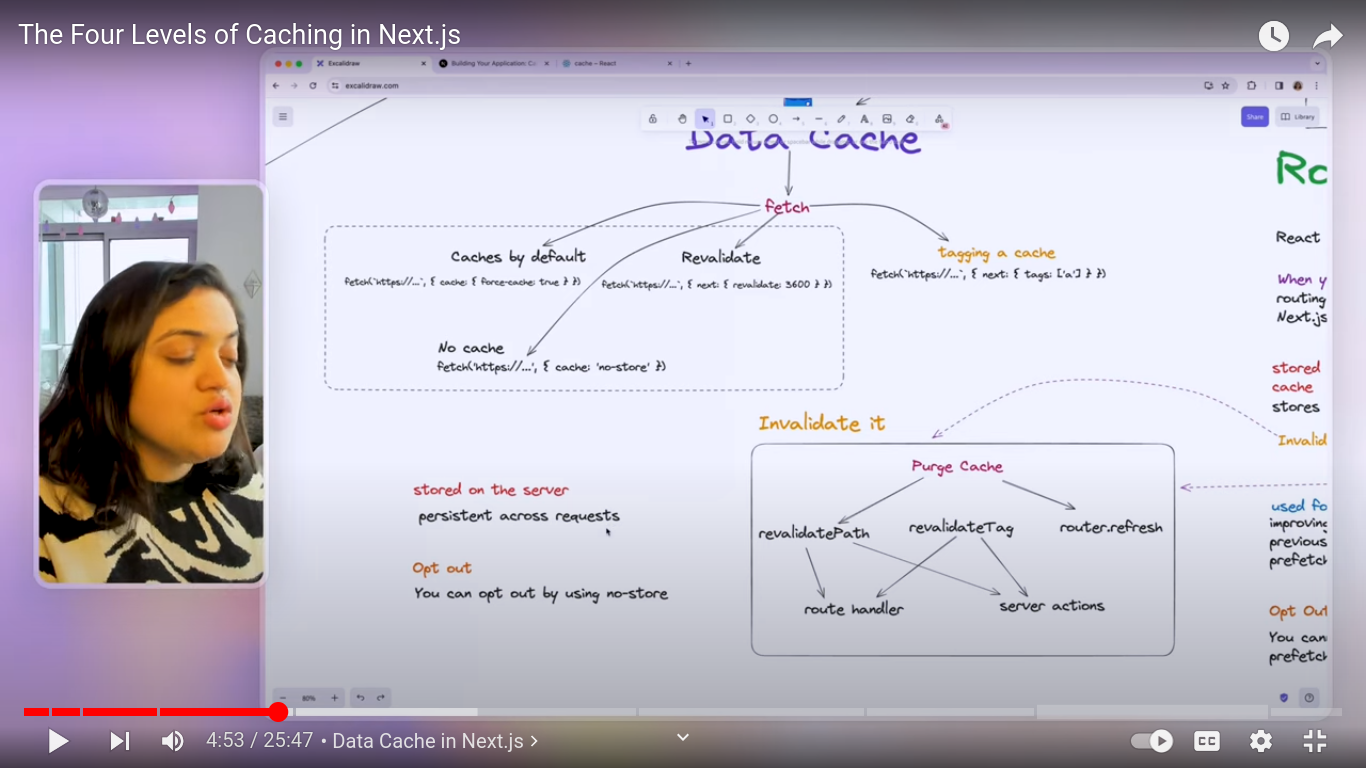 The Four Levels of Caching in Next.js
Excalidraw
Building Your Application: Ca
cache – React
excalidraw.com
Share
Library
Data Cache
fetch
Caches by default
fetch(`https://...`, { cache: { force-cache: true } })
Revalidate
fetch(`https://...`, { next: { revalidate: 3600 } })
tagging a cache
fetch(`https://...`, { next: { tags: ['a'] } })
No cache
fetch('https://...', { cache: 'no-store' })
Invalidate it
Purge Cache
revalidatePath
revalidateTag
router.refresh
route handler
server actions
stored on the server
persistent across requests
Opt out
You can opt out by using no-store
Ro
React
When y
routing
Next.js
stored
cache
stores
Invalid
used fo
improving
previous
prefetch
Opt Out
You can
prefetch
80%
4:53 / 25:47 • Data Cache in Next.js
CC